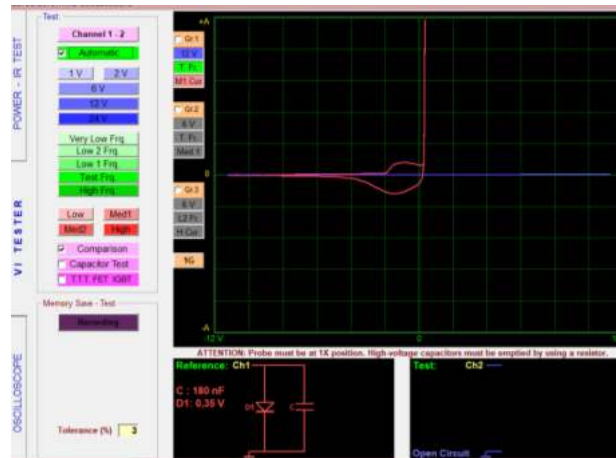 Test:
Channel 1 - 2
Automatic
1 V
2 V
6 V
12 V
24 V
Very Low Frq.
Low 2 Frq.
Low 1 Frq.
Test Frq.
High Frq.
Low
Med1
Med2
High
Comparison
Capacitor Test
T.T.T. FET IGBT
Memory Save - Test
Recording
Tolerance (%)
3
POWER - IR TEST
VI TESTER
OSCILLOSCOPE
Gr.1
12 V
T. Fr.
M1 Cur
Gr.2
6 V
T. Fr.
Med 1
Gr.3
6 V
L2 Fr.
H Cur.
1G
+A
0
-A
-12 V
0
ATTENTION: Probe must be at 1X position. High-voltage capacitors must be emptied by using a resistor.
Reference: Ch1
C : 180 nF
D1: 0,35 V
D1
C
Test: Ch2
Open Circuit